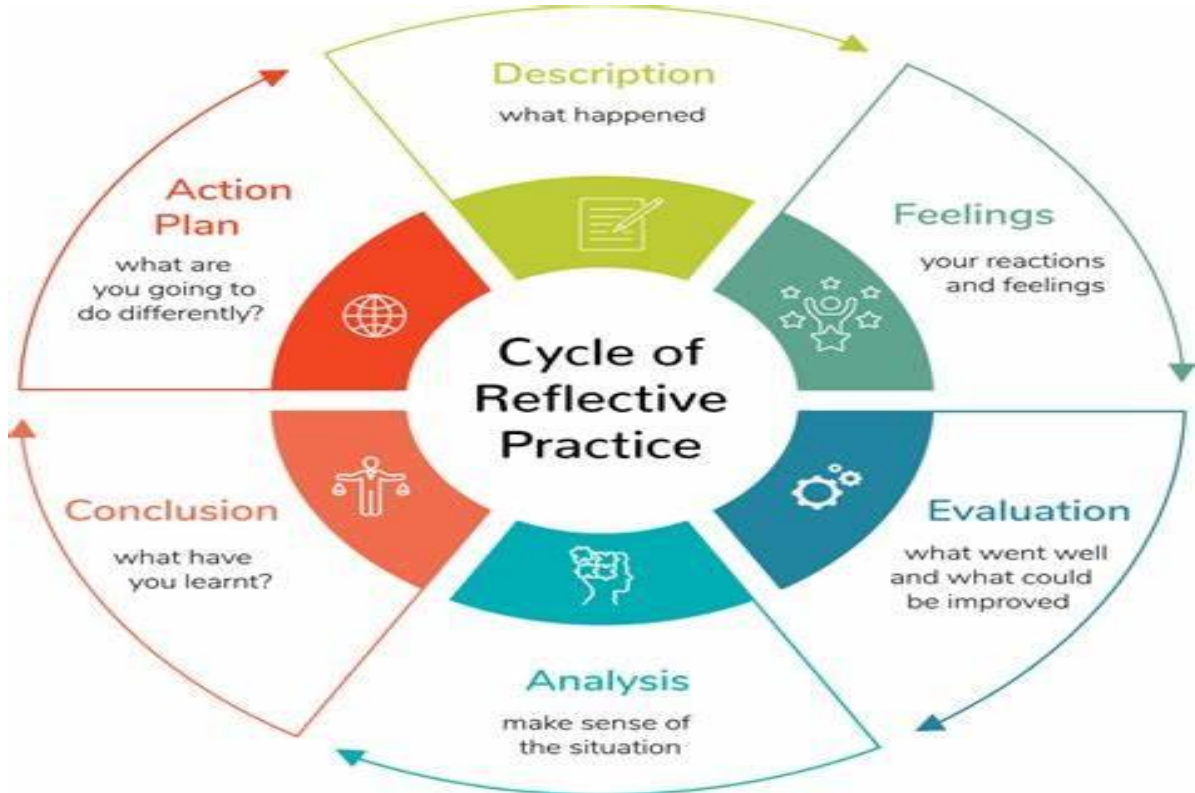 Description
what happened
Feelings
your reactions
and feelings
Evaluation
what went well
and what could
be improved
Analysis
make sense of
the situation
Conclusion
what have
you learnt?
Action
Plan
what are
you going to
do differently?
Cycle of
Reflective
Practice